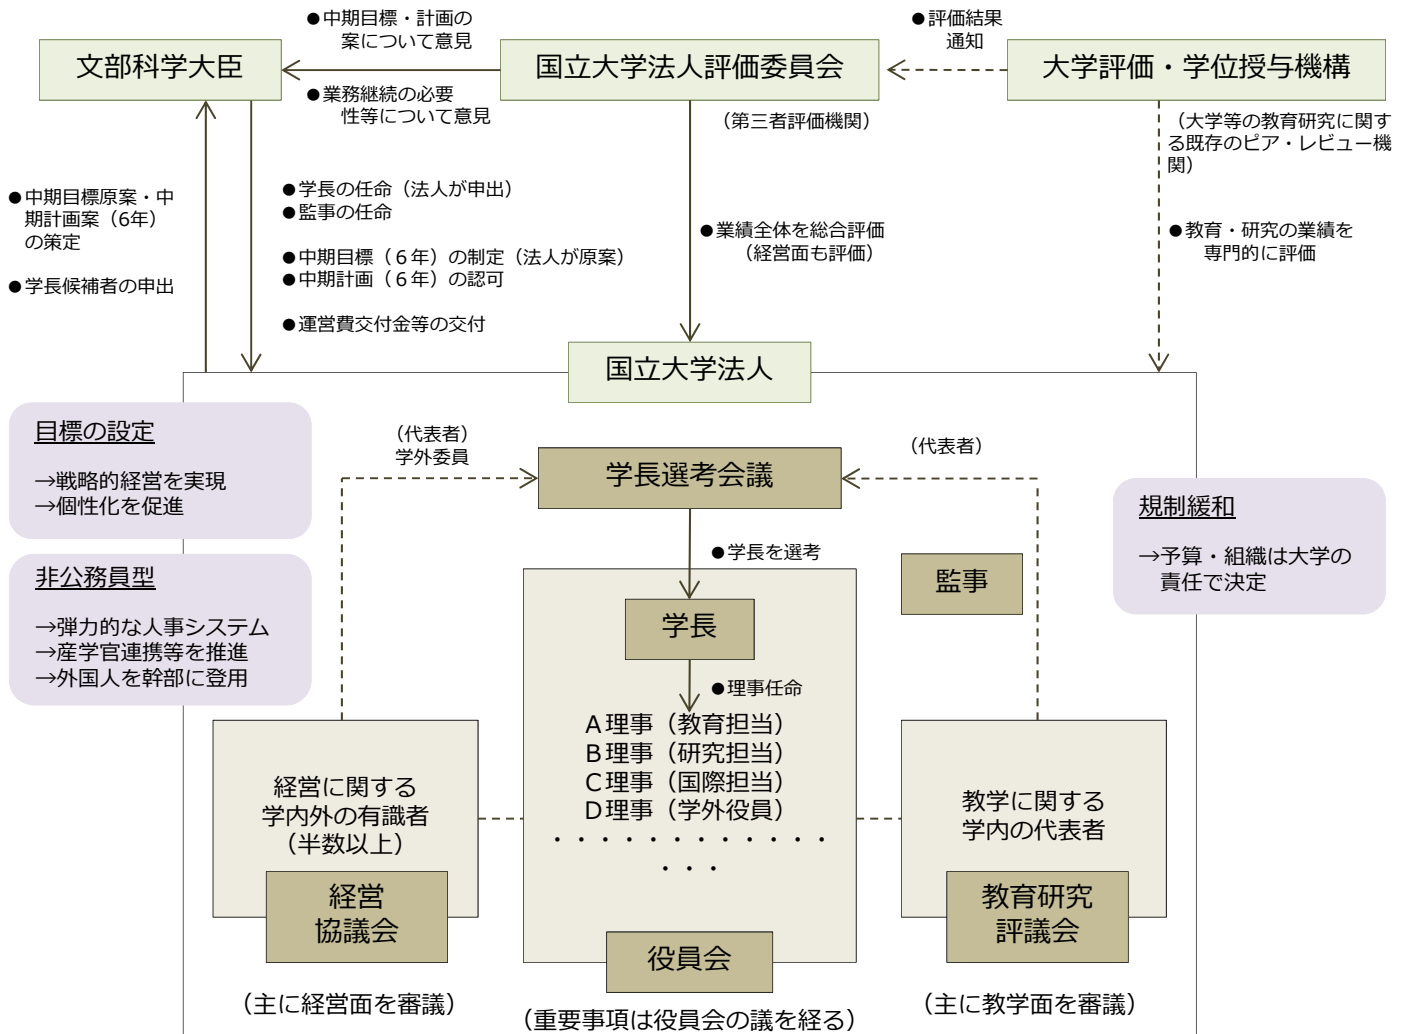 ●中期目標・計画の
案について意見
文部科学大臣
●業務継続の必要
性等について意見
国立大学法人評価委員会
（第三者評価機関）
●評価結果
通知
大学評価・学位授与機構
（大学等の教育研究に関す
る既存のピア・レビュー機
関）
●中期目標原案・中
期計画案（6年）
の策定
●学長候補者の申出
●学長の任命（法人が申出）
●監事の任命
●中期目標（６年）の制定（法人が原案）
●中期計画（６年）の認可
●運営費交付金等の交付
●業績全体を総合評価
（経営面も評価）
●教育・研究の業績を
専門的に評価
国立大学法人
目標の設定
→戦略的経営を実現
→個性化を促進
非公務員型
→弾力的な人事システム
→産学官連携等を推進
→外国人を幹部に登用
（代表者）
学外委員
学長選考会議
（代表者）
規制緩和
→予算・組織は大学の
責任で決定
●学長を選考
監事
学長
●理事任命
Ａ理事（教育担当）
Ｂ理事（研究担当）
Ｃ理事（国際担当）
Ｄ理事（学外役員）
・・・・・・・・・・・・
・・・
経営に関する
学内外の有識者
（半数以上）
経営
協議会
（主に経営面を審議）
役員会
（重要事項は役員会の議を経る）
教学に関する
学内の代表者
教育研究
評議会
（主に教学面を審議）